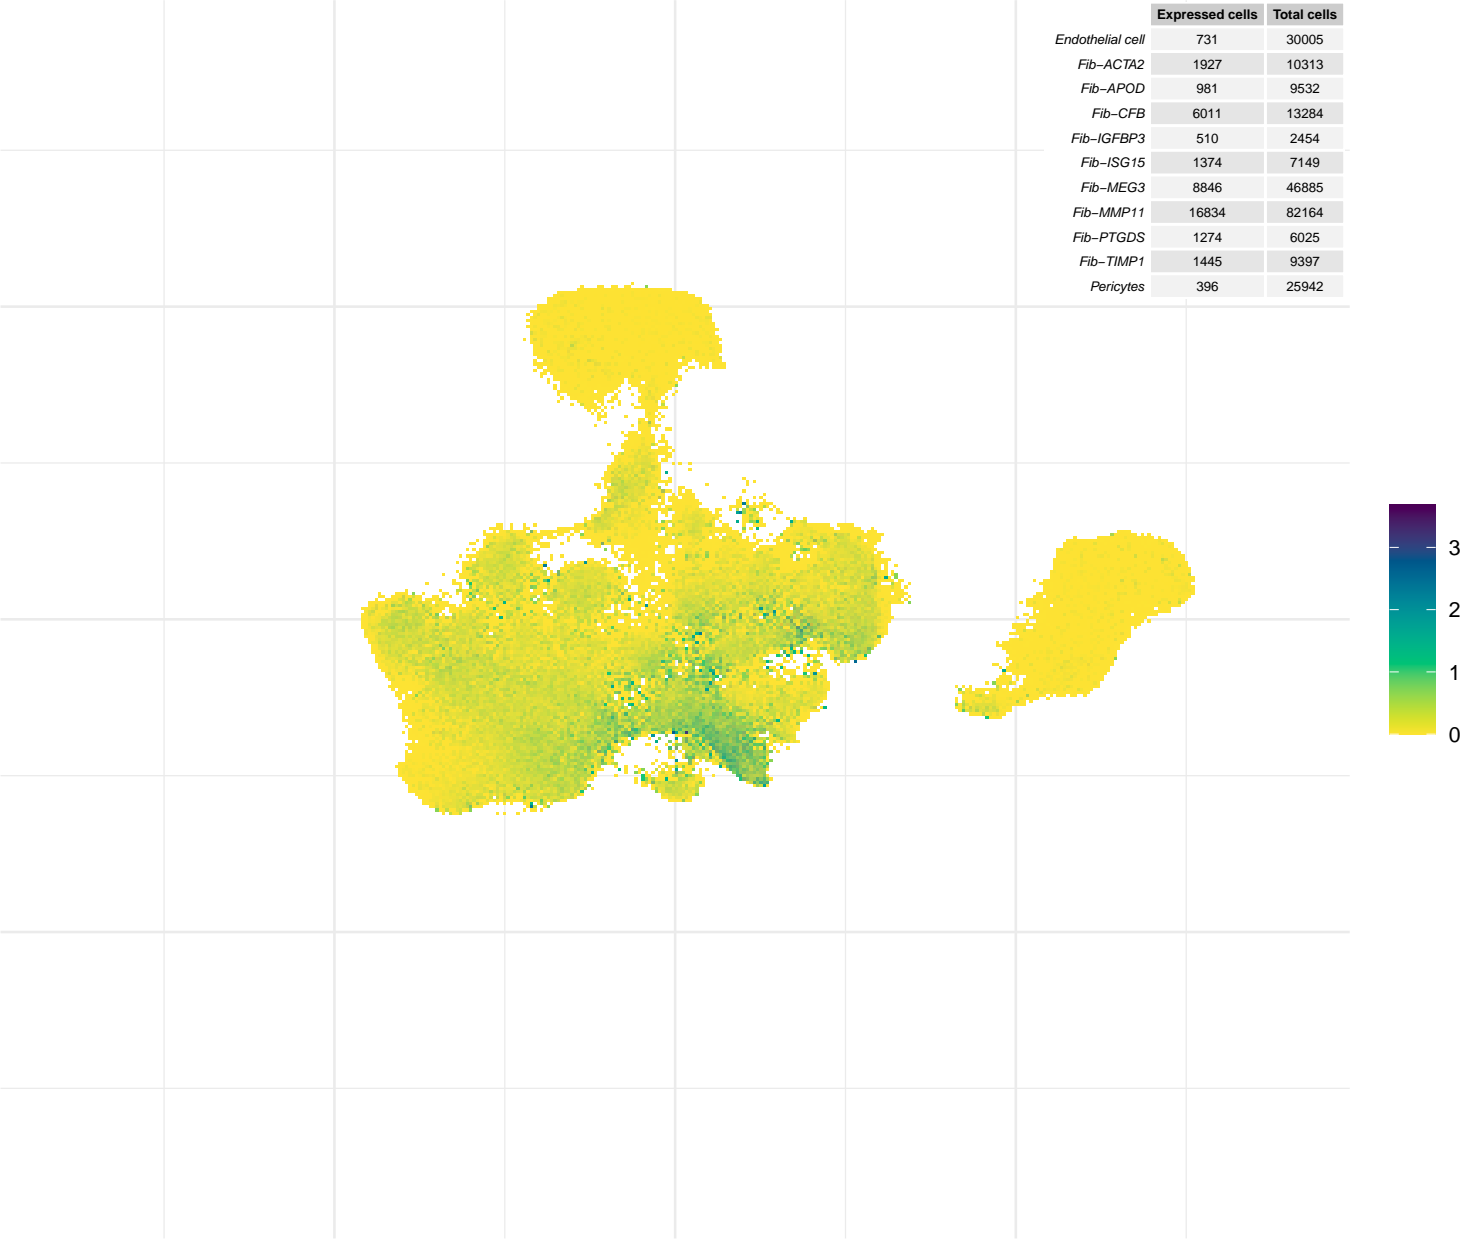 Expressed cells Total cells
Endothelial cell 731 30005
Fib−ACTA2 1927 10313
Fib−APOD 981 9532
Fib−CFB 6011 13284
Fib−IGFBP3 510 2454
Fib−ISG15 1374 7149
Fib−MEG3 8846 46885
Fib−MMP11 16834 82164
Fib−PTGDS 1274 6025
Fib−TIMP1 1445 9397
Pericytes 396 25942
3
2
1
0